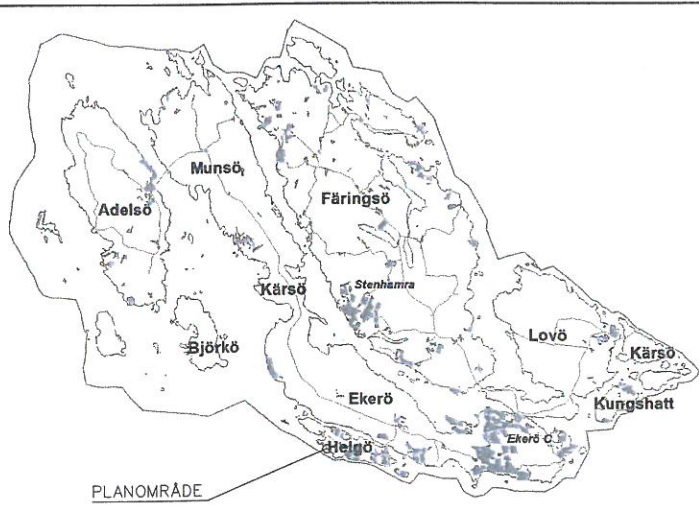 Munsö
Adelsö
Färingsö
Kärsö
Stenhamra
Björkö
Lovö
Kärsö
Ekerö
Kungshatt
Ekerö C
Helgö
PLANOMRÅDE